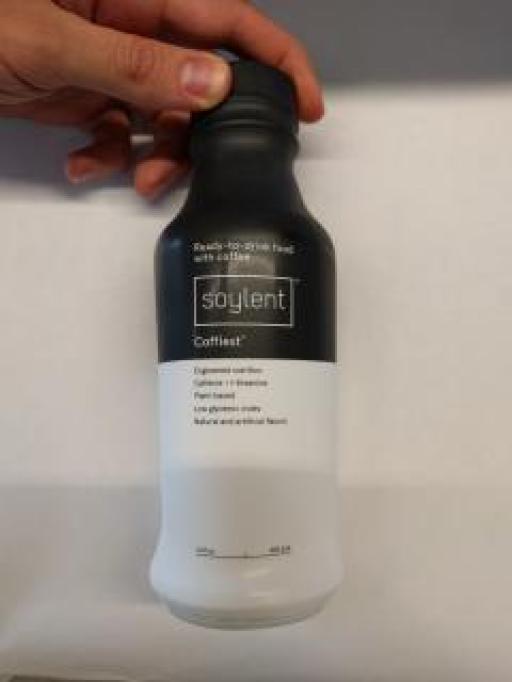 Ready-to-drink food
with coffee
soylent
Coffiest
Engineered nutrition
Caffeine + l-theanine
Plant based
Low glycemic index
Natural and artificial flavors